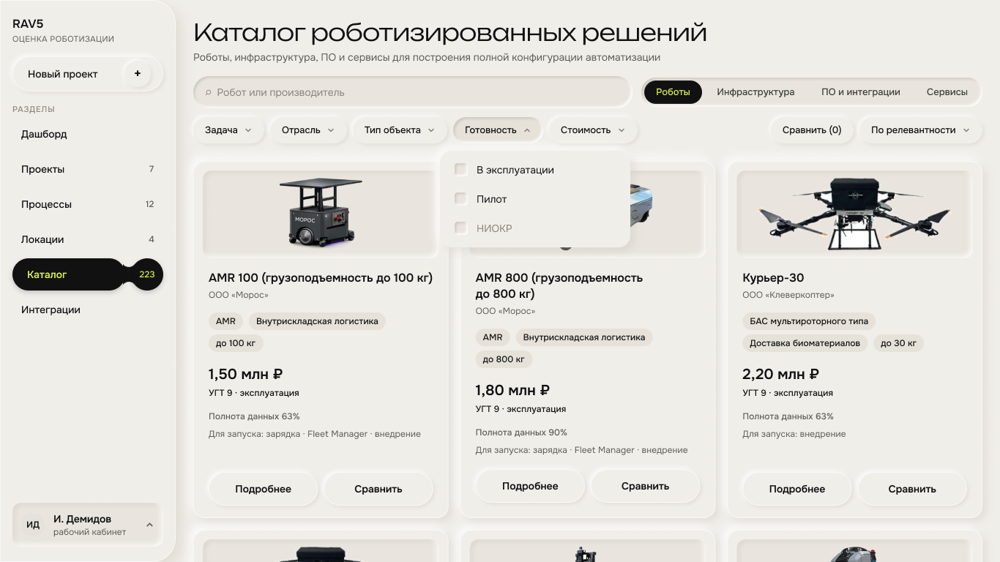 RAV5
ОЦЕНКА РОБОТИЗАЦИИ
Новый проект +
РАЗДЕЛЫ
Дашборд
Проекты 7
Процессы 12
Локации 4
Каталог 223
Интеграции
ИД
И. Демидов
рабочий кабинет
Каталог роботизированных решений
Роботы, инфраструктура, ПО и сервисы для построения полной конфигурации автоматизации
Робот или производитель
Роботы Инфраструктура ПО и интеграции Сервисы
Задача Отрасль Тип объекта Готовность Стоимость Сравнить (0) По релевантности
В эксплуатации
Пилот
НИОКР
МОРОС
AMR 100 (грузоподъемность до 100 кг)
ООО «Морос»
AMR Внутрискладская логистика
до 100 кг
1,50 млн ₽
УГТ 9 · эксплуатация
Полнота данных 63%
Для запуска: зарядка · Fleet Manager · внедрение
Подробнее Сравнить
AMR 800 (грузоподъемность
до 800 кг)
ООО «Морос»
AMR Внутрискладская логистика
до 800 кг
1,80 млн ₽
УГТ 9 · эксплуатация
Полнота данных 90%
Для запуска: зарядка · Fleet Manager · внедрение
Подробнее Сравнить
Курьер-30
ООО «Клеверкоптер»
БАС мультироторного типа
Доставка биоматериалов до 30 кг
2,20 млн ₽
УГТ 9 · эксплуатация
Полнота данных 63%
Для запуска: внедрение
Подробнее Сравнить